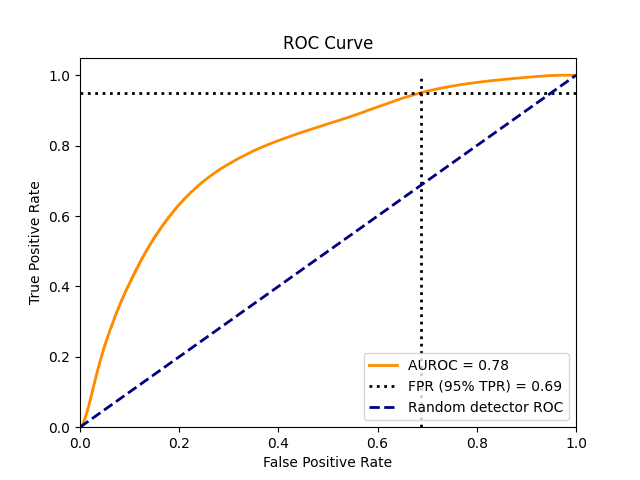 ROC Curve
True Positive Rate
1.0
0.8
0.6
0.4
0.2
0.0
0.0 0.2 0.4 0.6 0.8 1.0
False Positive Rate
AUROC = 0.78
FPR (95% TPR) = 0.69
Random detector ROC